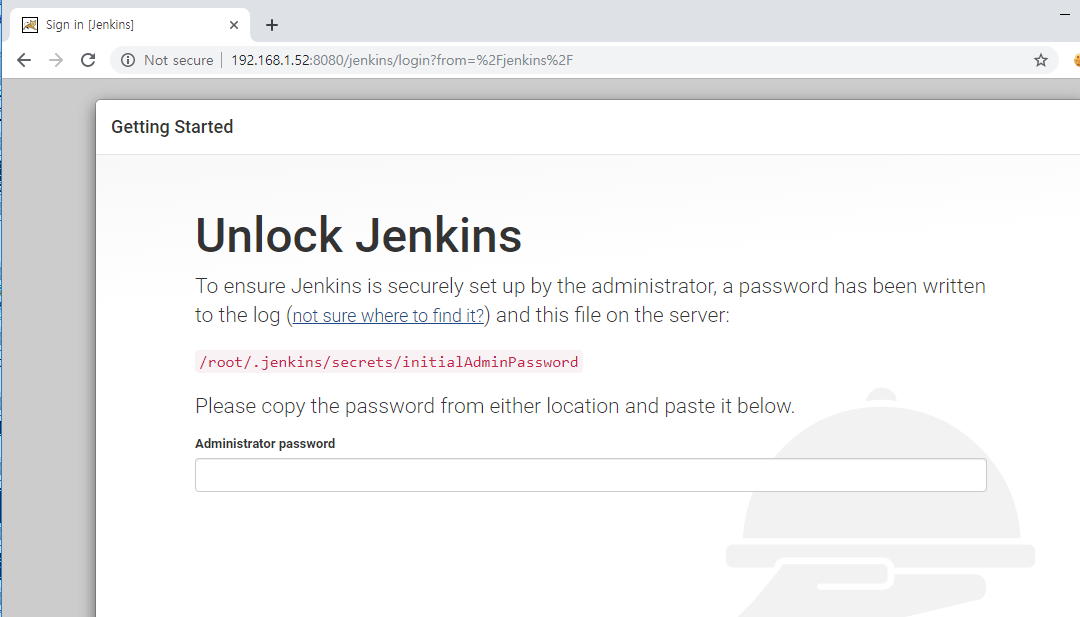 Sign in [Jenkins]
Not secure | 192.168.1.52:8080/jenkins/login?from=%2Fjenkins%2F
Getting Started
Unlock Jenkins
To ensure Jenkins is securely set up by the administrator, a password has been written
to the log (not sure where to find it?) and this file on the server:
/root/.jenkins/secrets/initialAdminPassword
Please copy the password from either location and paste it below.
Administrator password